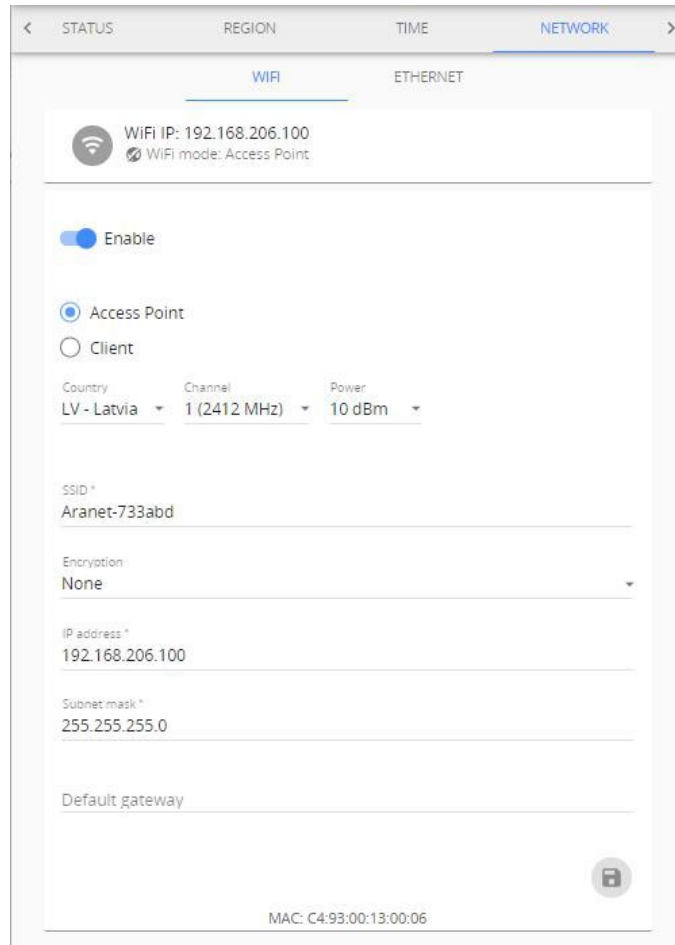 STATUS REGION TIME NETWORK
WIFI ETHERNET
WiFi IP: 192.168.206.100
WiFi mode: Access Point
Enable
Access Point
Client
Country Channel Power
LV - Latvia 1 (2412 MHz) 10 dBm
SSID *
Aranet-733abd
Encryption
None
IP address *
192.168.206.100
Subnet mask *
255.255.255.0
Default gateway
MAC: C4:93:00:13:00:06